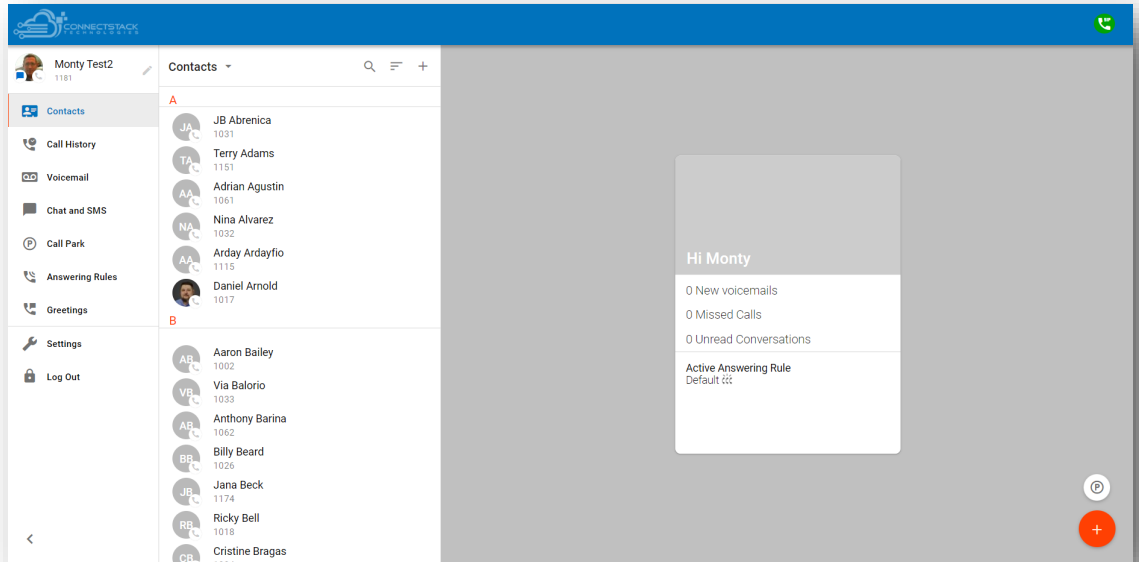 CONNECTSTACK
TECHNOLOGIES
SIP
Monty Test2
1181
Contacts
Call History
Voicemail
Chat and SMS
P
Call Park
Answering Rules
Greetings
Settings
Log Out
Contacts
A
JA
JB Abrenica
1031
TA
Terry Adams
1151
AA
Adrian Agustin
1061
NA
Nina Alvarez
1032
AA
Arday Ardayfio
1115
Daniel Arnold
1017
B
AB
Aaron Bailey
1002
VB
Via Balorio
1033
AB
Anthony Barina
1062
BB
Billy Beard
1026
JB
Jana Beck
1174
RB
Ricky Bell
1018
CB
Cristine Bragas
Hi Monty
0 New voicemails
0 Missed Calls
0 Unread Conversations
Active Answering Rule
Default
P